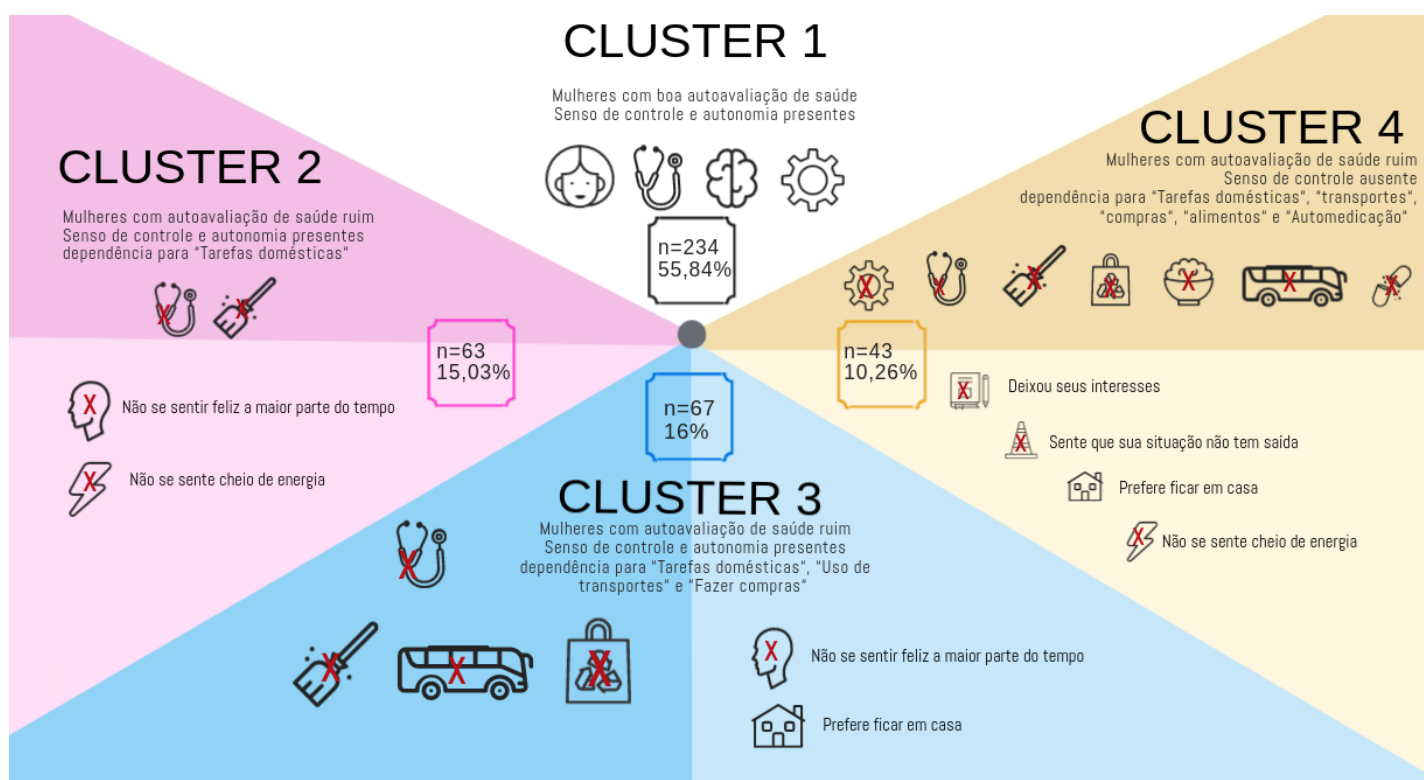 CLUSTER 1
Mulheres com boa autoavaliação de saúde
Senso de controle e autonomia presentes
n=234
55,84%
CLUSTER 2
Mulheres com autoavaliação de saúde ruim
Senso de controle e autonomia presentes
dependência para “Tarefas domésticas“
n=63
15,03%
Não se sentir feliz a maior parte do tempo
Não se sente cheio de energia
n=67
16%
CLUSTER 3
Mulheres com autoavaliação de saúde ruim
Senso de controle e autonomia presentes
dependência para “Tarefas domésticas“, “Uso de
transportes“ e “Fazer compras“
Não se sentir feliz a maior parte do tempo
Prefere ficar em casa
CLUSTER 4
Mulheres com autoavaliação de saúde ruim
Senso de controle ausente
dependência para “Tarefas domésticas“, “transportes“,
“compras“, “alimentos“ e “Automedicação“
n=43
10,26%
Deixou seus interesses
Sente que sua situação não tem saída
Prefere ficar em casa
Não se sente cheio de energia